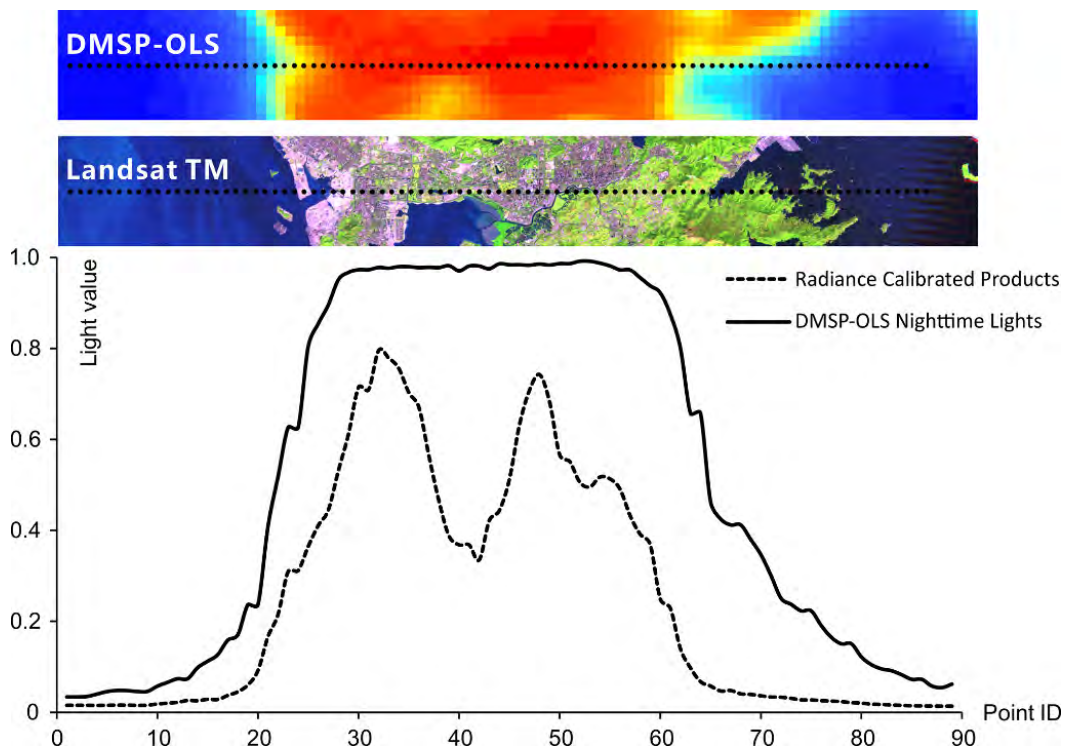 DMSP-OLS
Landsat TM
1.0
0.8
0.6
0.4
0.2
0
Light value
Radiance Calibrated Products
DMSP-OLS Nighttime Lights
0 10 20 30 40 50 60 70 80 90
Point ID